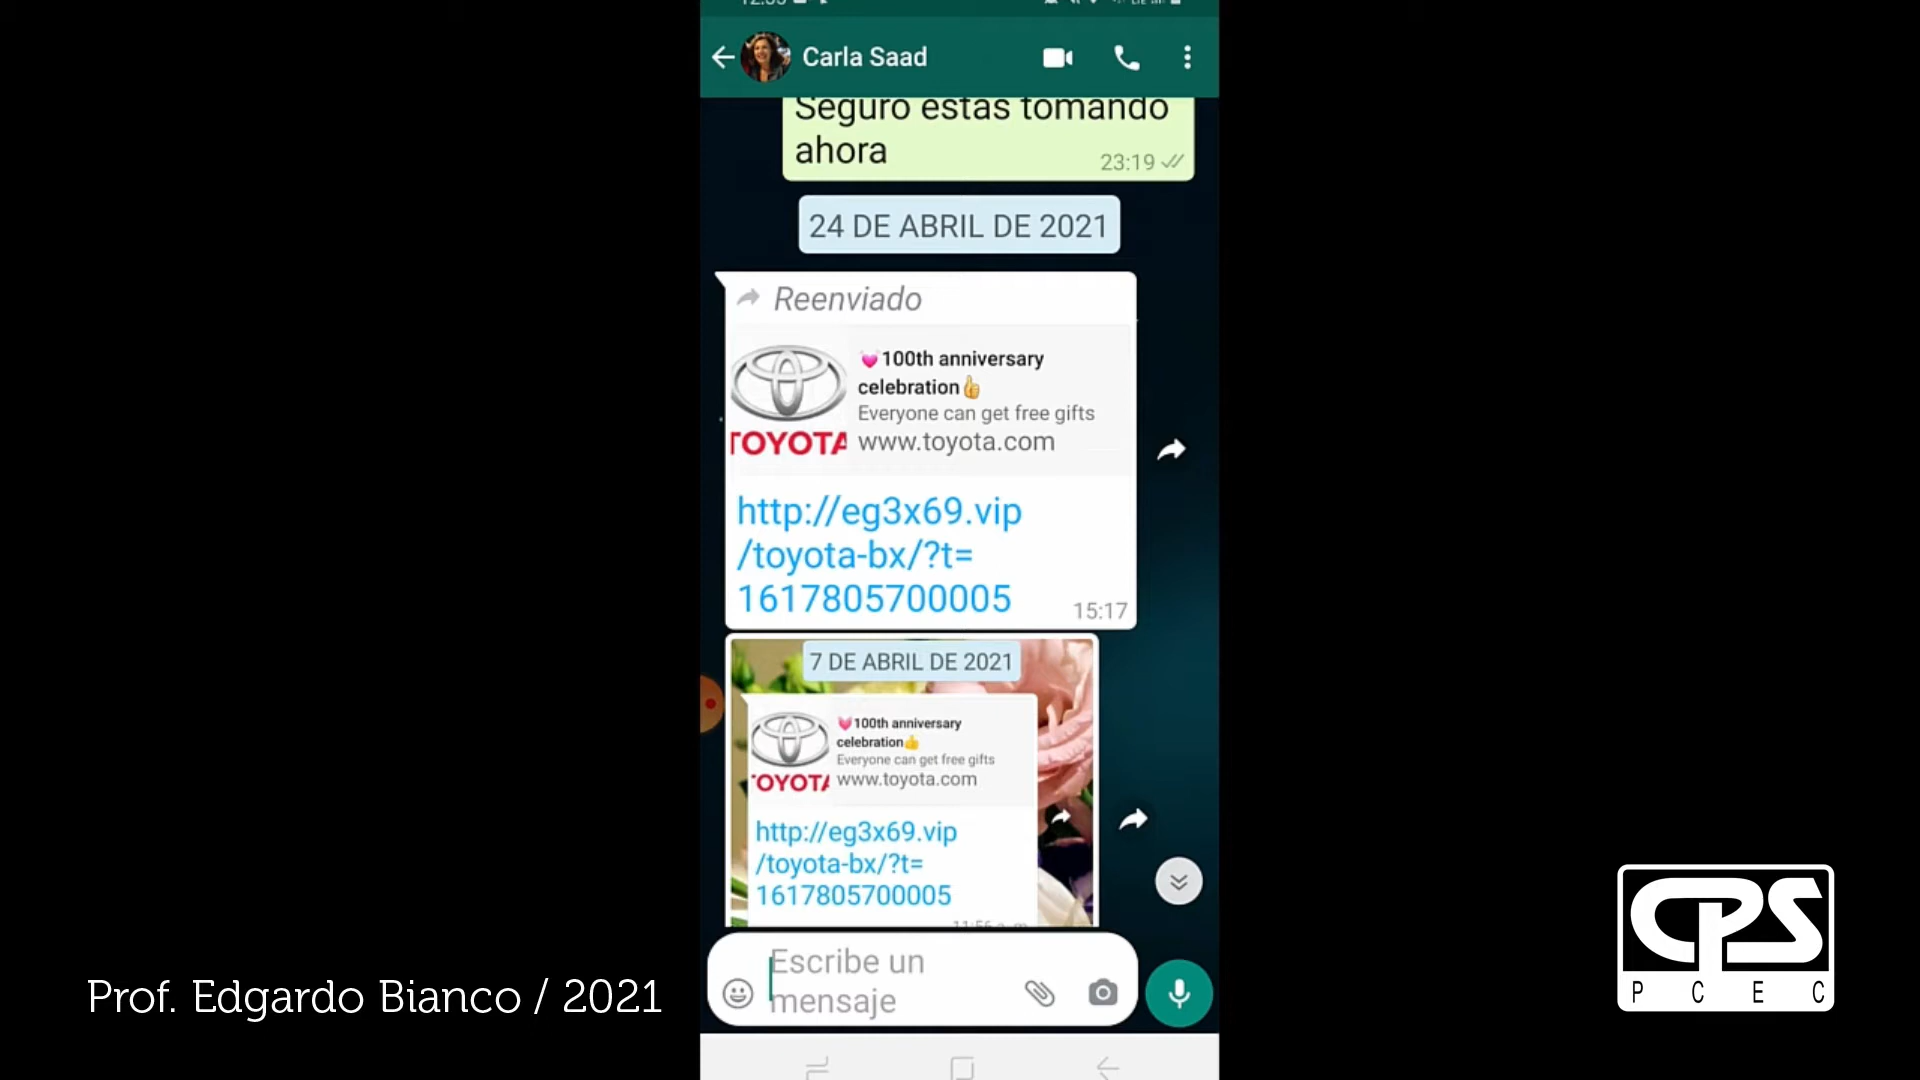 Carla Saad
Seguro estas tomando
ahora
23:19
24 DE ABRIL DE 2021
Reenviado
100th anniversary
celebration
Everyone can get free gifts
TOYOTA
www.toyota.com
http://eg3x69.vip
/toyota-bx/?t=
1617805700005
15:17
7 DE ABRIL DE 2021
100th anniversary
celebration
Everyone can get free gifts
TOYOTA
www.toyota.com
http://eg3x69.vip
/toyota-bx/?t=
1617805700005
Escribe un
mensaje
Prof. Edgardo Bianco / 2021
CPS
P C E C